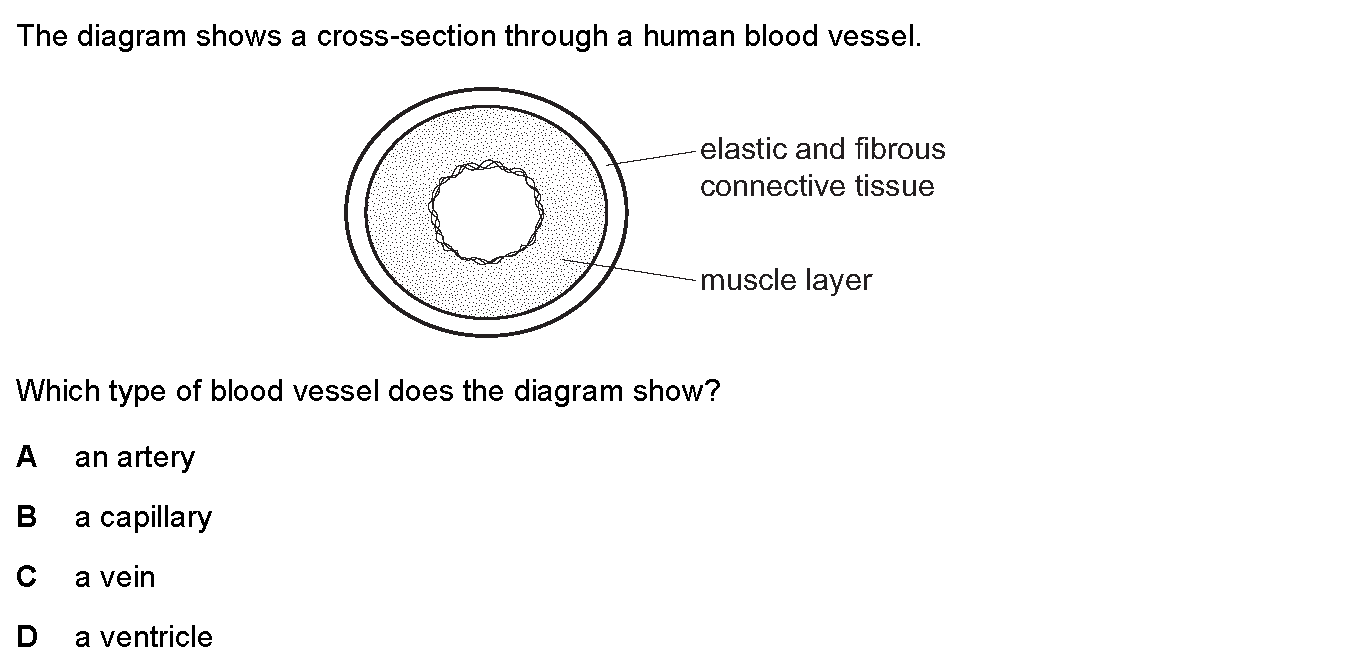 The diagram shows a cross-section through a human blood vessel.
elastic and fibrous
connective tissue
muscle layer
Which type of blood vessel does the diagram show?
A an artery
B a capillary
C a vein
D a ventricle